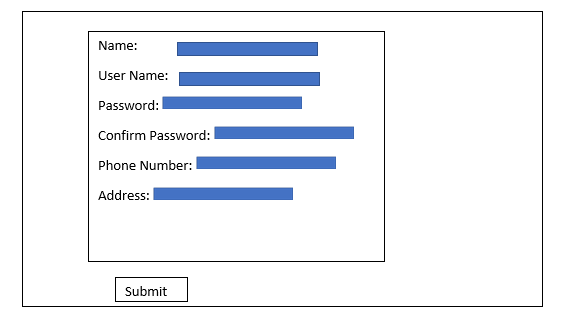 Name:
User Name:
Password:
Confirm Password:
Phone Number:
Address:
Submit